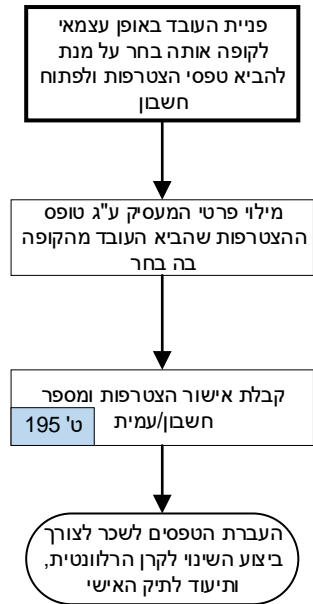 פניית העובד באופן עצמאי
לקופה אותה בחר על מנת
להביא טפסי הצטרפות ולפתוח
חשבון
מילוי פרטי המעסיק ע"ג טופס
ההצטרפות שהביא העובד מהקופה
בה בחר
קבלת אישור הצטרפות ומספר
חשבון/עמית
ט' 195
העברת הטפסים לשכר לצורך
ביצוע השינוי לקרן הרלוונטית,
ותיעוד לתיק האישי